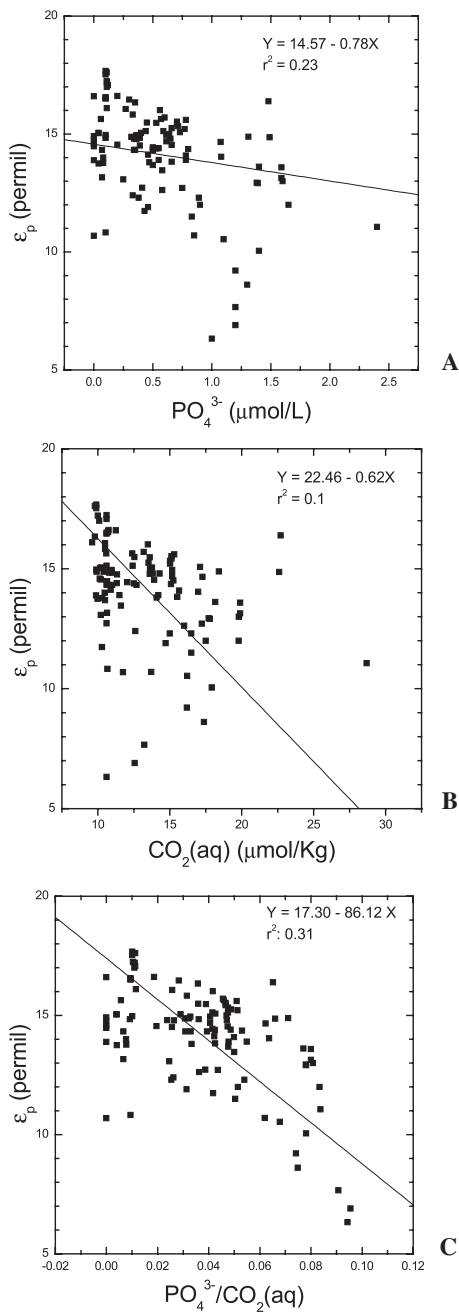 20
15
10
5
εp (permil)
Y = 14.57 - 0.78X
r² = 0.23
0.0 0.5 1.0 1.5 2.0 2.5
PO₄³⁻ (μmol/L)
A
20
15
10
5
εp (permil)
Y = 22.46 - 0.62X
r² = 0.1
10 15 20 25 30
CO₂(aq) (μmol/Kg)
B
20
15
10
5
εp (permil)
Y = 17.30 - 86.12 X
r²: 0.31
-0.02 0.00 0.02 0.04 0.06 0.08 0.10 0.12
PO₄³⁻/CO₂(aq)
C